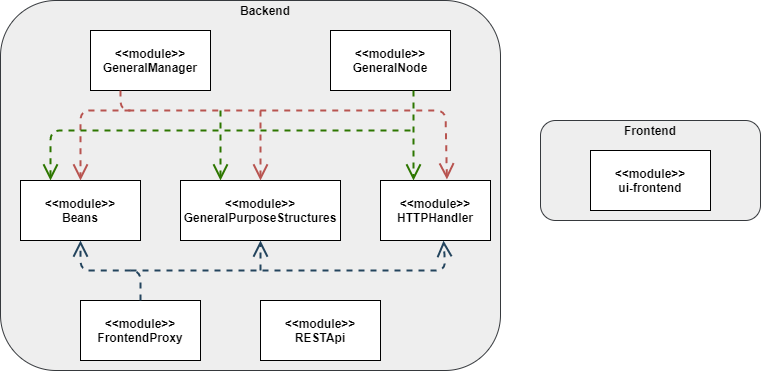 Backend
<<module>>
GeneralManager
<<module>>
GeneralNode
Frontend
<<module>>
ui-frontend
<<module>>
Beans
<<module>>
GeneralPurposeStructures
<<module>>
HTTPHandler
<<module>>
FrontendProxy
<<module>>
RESTApi